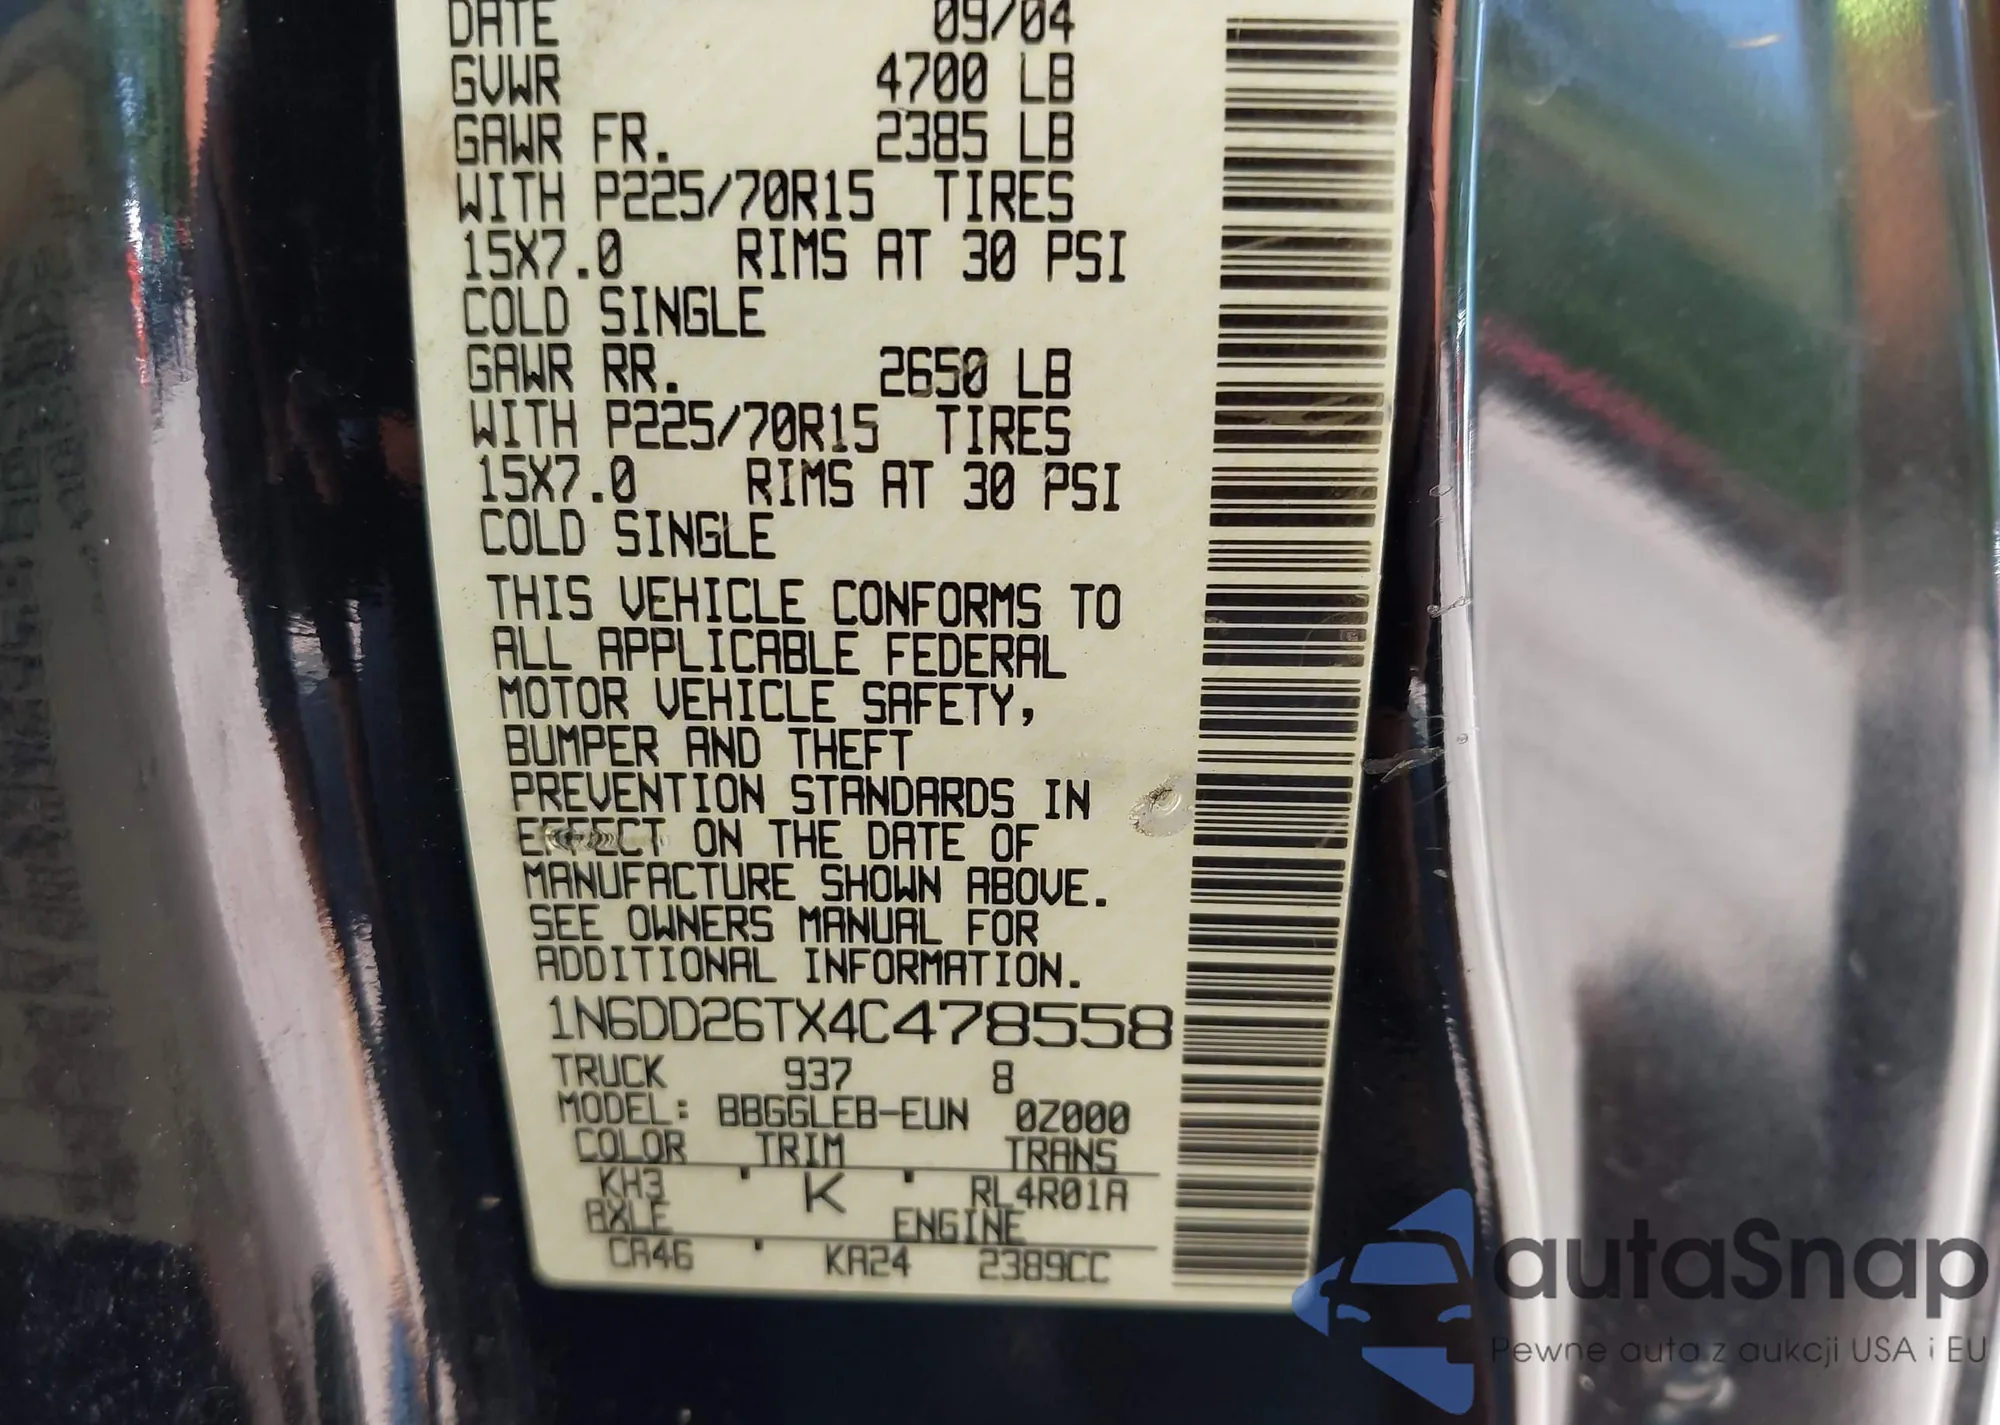 DATE 09/04
GVWR 4700 LB
GAWR FR. 2385 LB
WITH P225/70R15 TIRES
15X7.0 RIMS AT 30 PSI
COLD SINGLE
GAWR RR. 2650 LB
WITH P225/70R15 TIRES
15X7.0 RIMS AT 30 PSI
COLD SINGLE
THIS VEHICLE CONFORMS TO
ALL APPLICABLE FEDERAL
MOTOR VEHICLE SAFETY,
BUMPER AND THEFT
PREVENTION STANDARDS IN
EFFECT ON THE DATE OF
MANUFACTURE SHOWN ABOVE.
SEE OWNERS MANUAL FOR
ADDITIONAL INFORMATION.
1N6DD26TX4C478558
TRUCK 937 8
MODEL: BBGGLEB-EUN 0Z000
COLOR TRIM TRANS
KH3 K RL4R01A
AXLE ENGINE
CA46 KA24 2389CC
autaSnap
Pewne auta z aukcji USA i EU